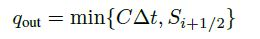 q_out = min{CΔt, S_{i+1/2}}